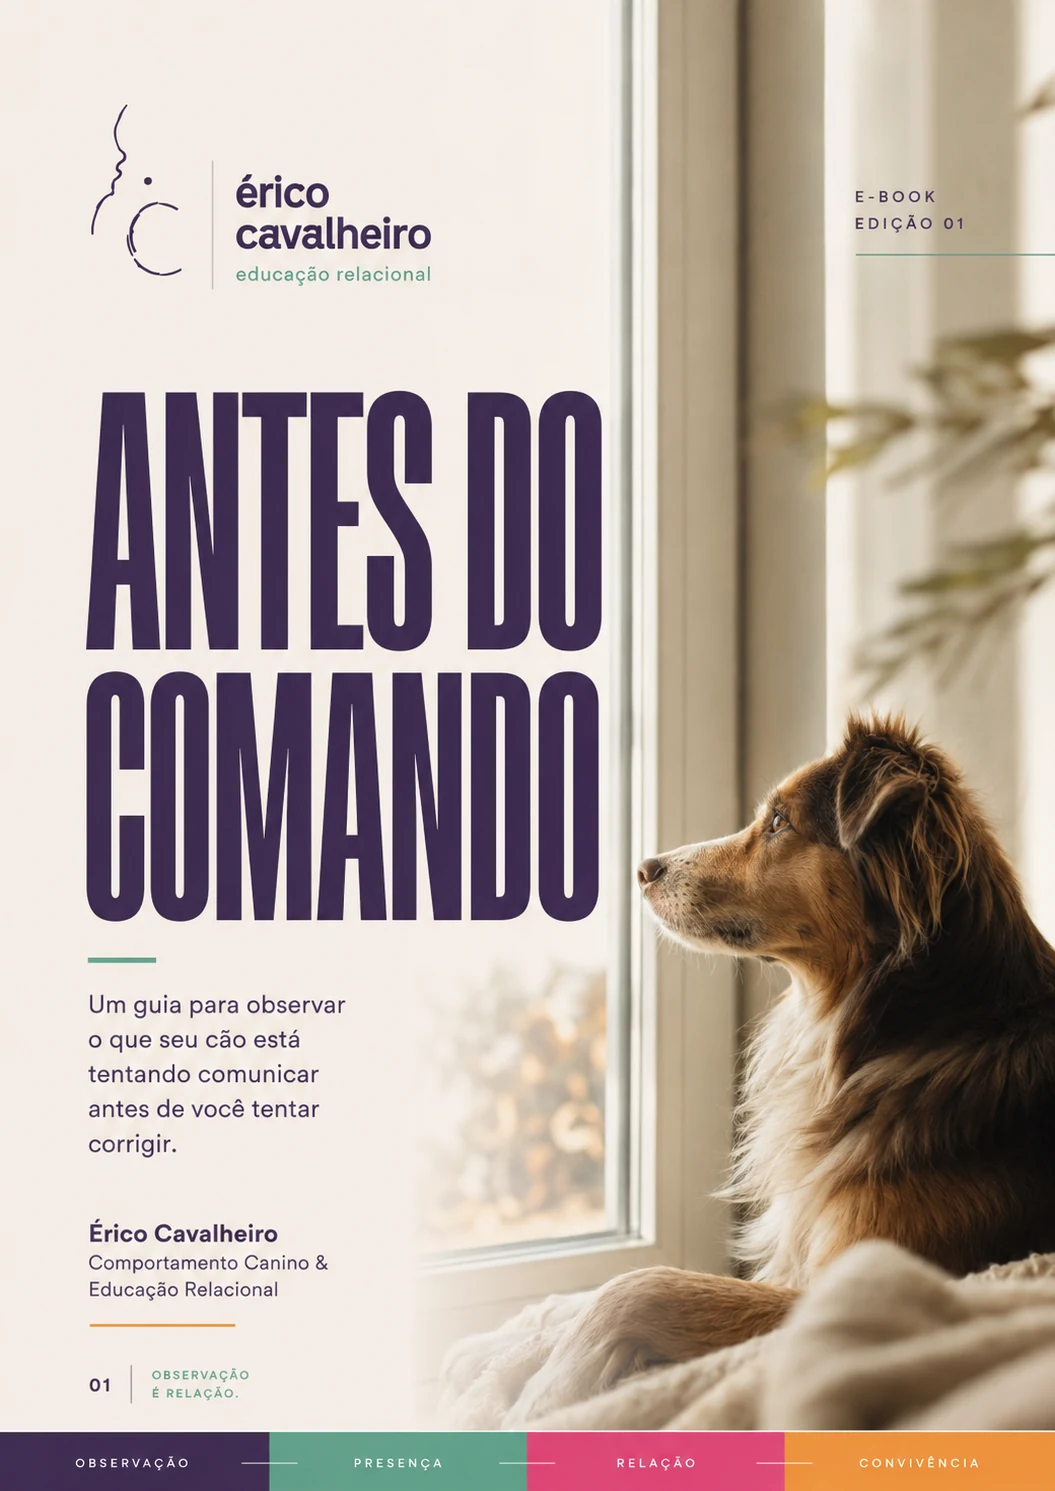 érico
cavalheiro
educação relacional
E-BOOK
EDIÇÃO 01
ANTES DO
COMANDO
Um guia para observar
o que seu cão está
tentando comunicar
antes de você tentar
corrigir.
Érico Cavalheiro
Comportamento Canino &
Educação Relacional
01
OBSERVAÇÃO
É RELAÇÃO.
OBSERVAÇÃO
PRESENÇA
RELAÇÃO
CONVIVÊNCIA